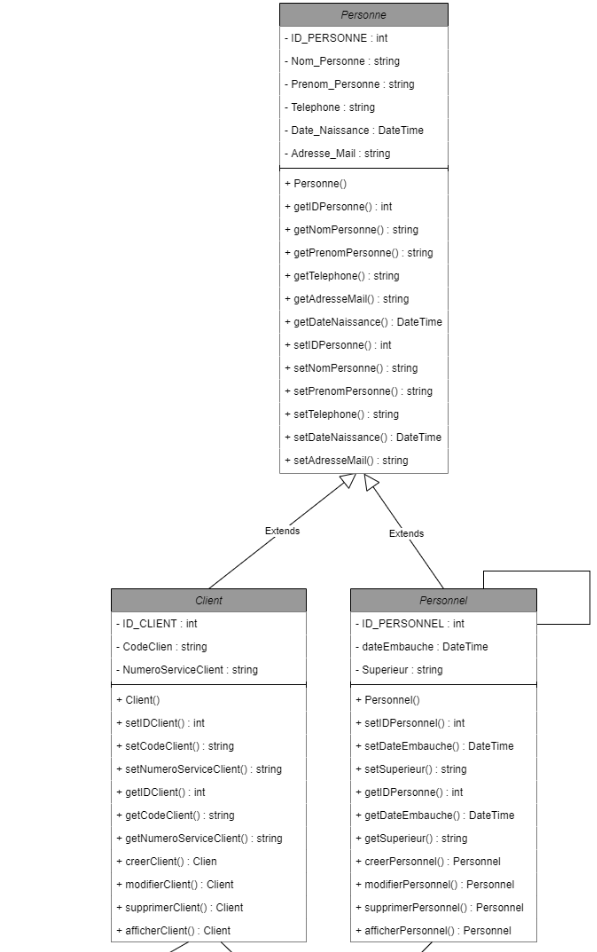 Personne
- ID_PERSONNE : int
- Nom_Personne : string
- Prenom_Personne : string
- Telephone : string
- Date_Naissance : DateTime
- Adresse_Mail : string
+ Personne()
+ getIDPersonne() : int
+ getNomPersonne() : string
+ getPrenomPersonne() : string
+ getTelephone() : string
+ getAdresseMail() : string
+ getDateNaissance() : DateTime
+ setIDPersonne() : int
+ setNomPersonne() : string
+ setPrenomPersonne() : string
+ setTelephone() : string
+ setDateNaissance() : DateTime
+ setAdresseMail() : string
Extends
Extends
Client
- ID_CLIENT : int
- CodeClien : string
- NumeroServiceClient : string
+ Client()
+ setIDClient() : int
+ setCodeClient() : string
+ setNumeroServiceClient() : string
+ getIDClient() : int
+ getCodeClient() : string
+ getNumeroServiceClient() : string
+ creerClient() : Clien
+ modifierClient() : Client
+ supprimerClient() : Client
+ afficherClient() : Client
Personnel
- ID_PERSONNEL : int
- dateEmbauche : DateTime
- Superieur : string
+ Personnel()
+ setIDPersonnel() : int
+ setDateEmbauche() : DateTime
+ setSuperieur() : string
+ getIDPersonne() : int
+ getDateEmbauche() : DateTime
+ getSuperieur() : string
+ creerPersonnel() : Personnel
+ modifierPersonnel() : Personnel
+ supprimerPersonnel() : Personnel
+ afficherPersonnel() : Personnel